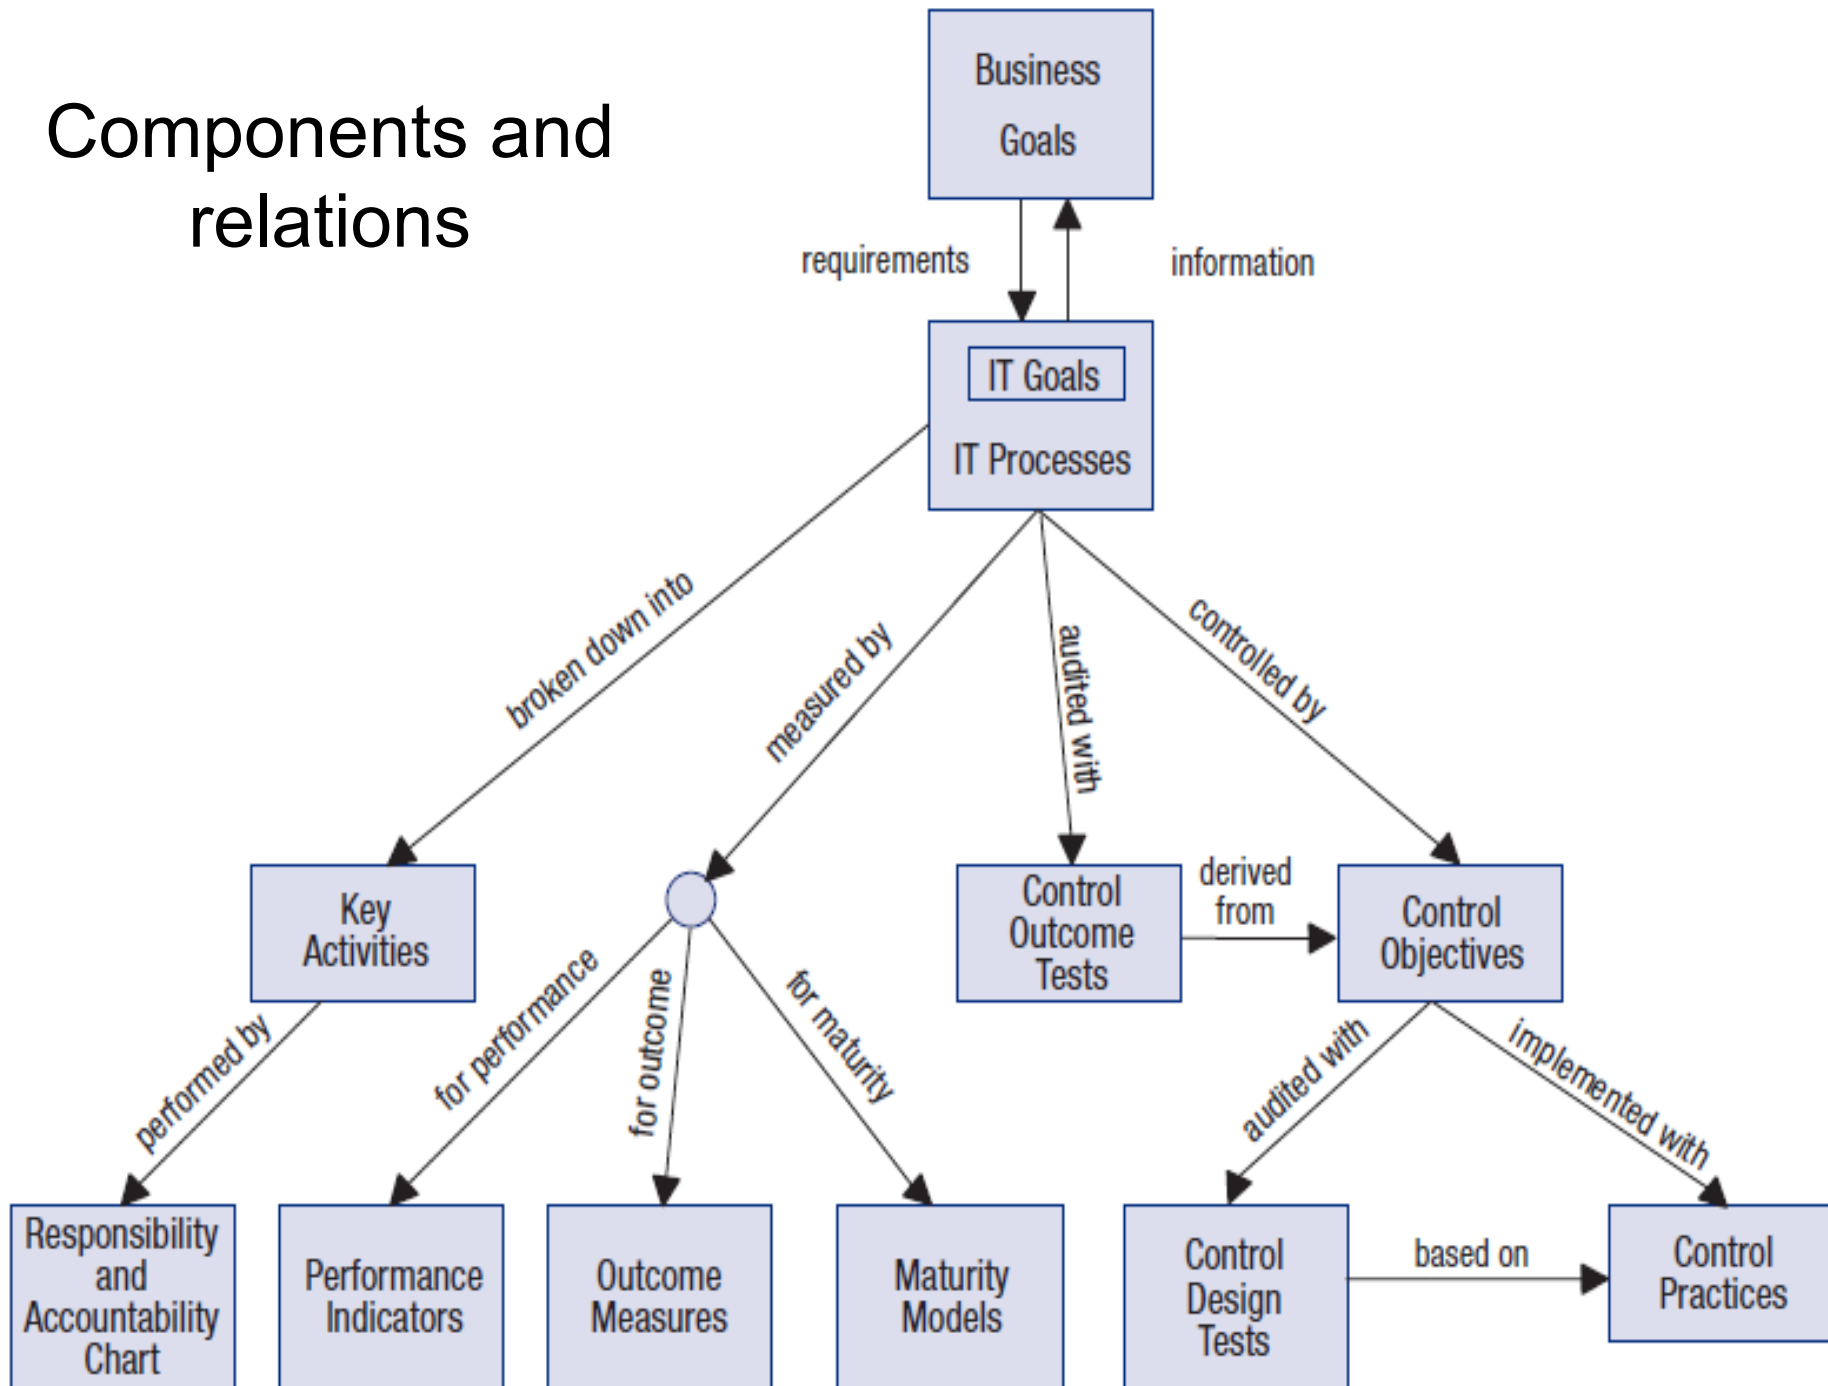 Components and
relations
Business
Goals
requirements
information
IT Goals
IT Processes
broken down into
measured by
audited with
controlled by
Key
Activities
Control
Outcome
Tests
derived
from
Control
Objectives
performed by
for performance
for outcome
for maturity
audited with
implemented with
Responsibility
and
Accountability
Chart
Performance
Indicators
Outcome
Measures
Maturity
Models
Control
Design
Tests
based on
Control
Practices